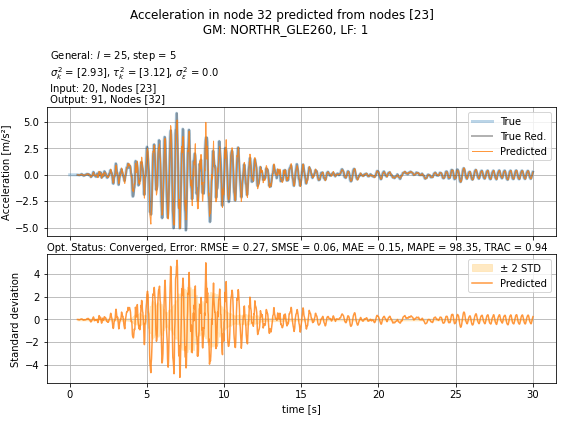 Acceleration in node 32 predicted from nodes [23]
GM: NORTHR_GLE260, LF: 1
General: l = 25, step = 5
σ²ₖ = [2.93], τ²ₖ = [3.12], σ²ε = 0.0
Input: 20, Nodes [23]
Output: 91, Nodes [32]
Acceleration [m/s²]
5.0
2.5
0.0
−2.5
−5.0
True
True Red.
Predicted
Opt. Status: Converged, Error: RMSE = 0.27, SMSE = 0.06, MAE = 0.15, MAPE = 98.35, TRAC = 0.94
Standard deviation
4
2
0
−2
−4
± 2 STD
Predicted
0 5 10 15 20 25 30
time [s]